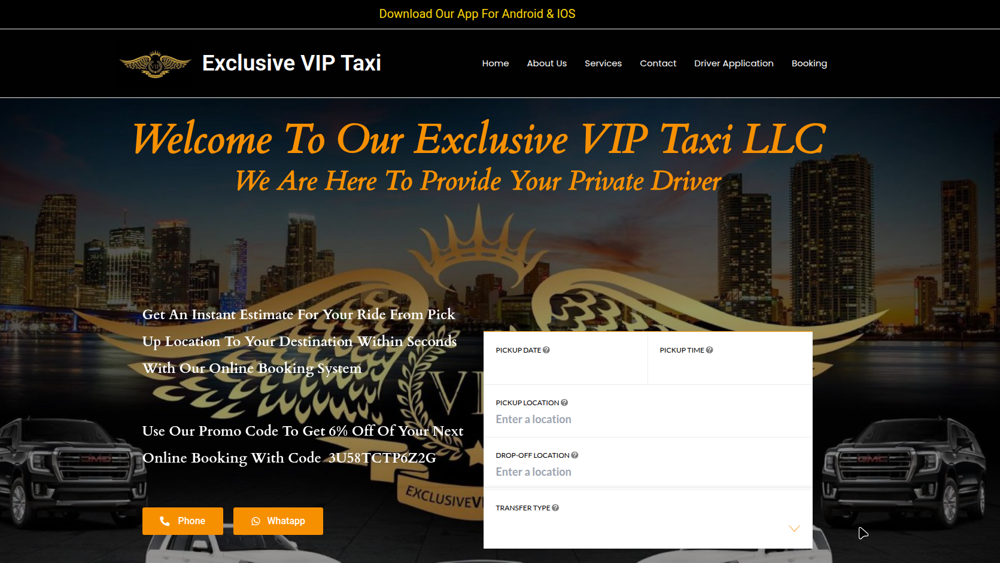 Download Our App For Android & IOS
VIP
Exclusive VIP Taxi
Home
About Us
Services
Contact
Driver Application
Booking
Welcome To Our Exclusive VIP Taxi LLC
We Are Here To Provide Your Private Driver
Get An Instant Estimate For Your Ride From Pick
Up Location To Your Destination Within Seconds
With Our Online Booking System
Use Our Promo Code To Get 6% Off Of Your Next
Online Booking With Code 3U58TCTP6Z2G
Phone
Whatapp
PICKUP DATE
PICKUP TIME
PICKUP LOCATION
Enter a location
DROP-OFF LOCATION
Enter a location
TRANSFER TYPE
GMC
GMC